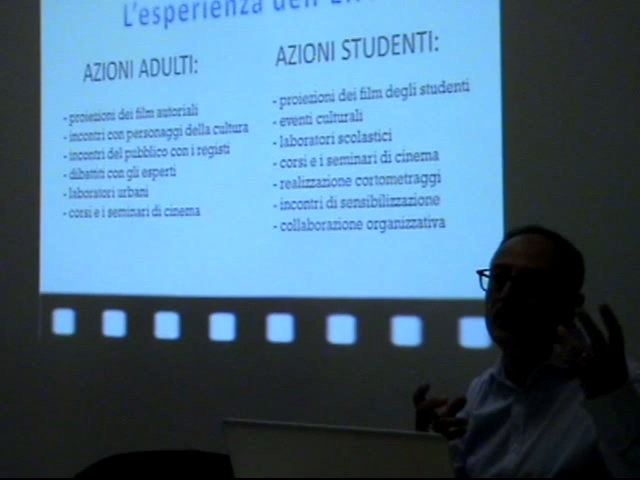 L'esperienza dell'
AZIONI ADULTI:
- proiezioni dei film autoriali
- incontri con personaggi della cultura
- incontri del pubblico con i registi
- dibattiti con gli esperti
- laboratori urbani
- corsi e i seminari di cinema
AZIONI STUDENTI:
- proiezioni dei film degli studenti
- eventi culturali
- laboratori scolastici
- corsi e i seminari di cinema
- realizzazione cortometraggi
- incontri di sensibilizzazione
- collaborazione organizzativa